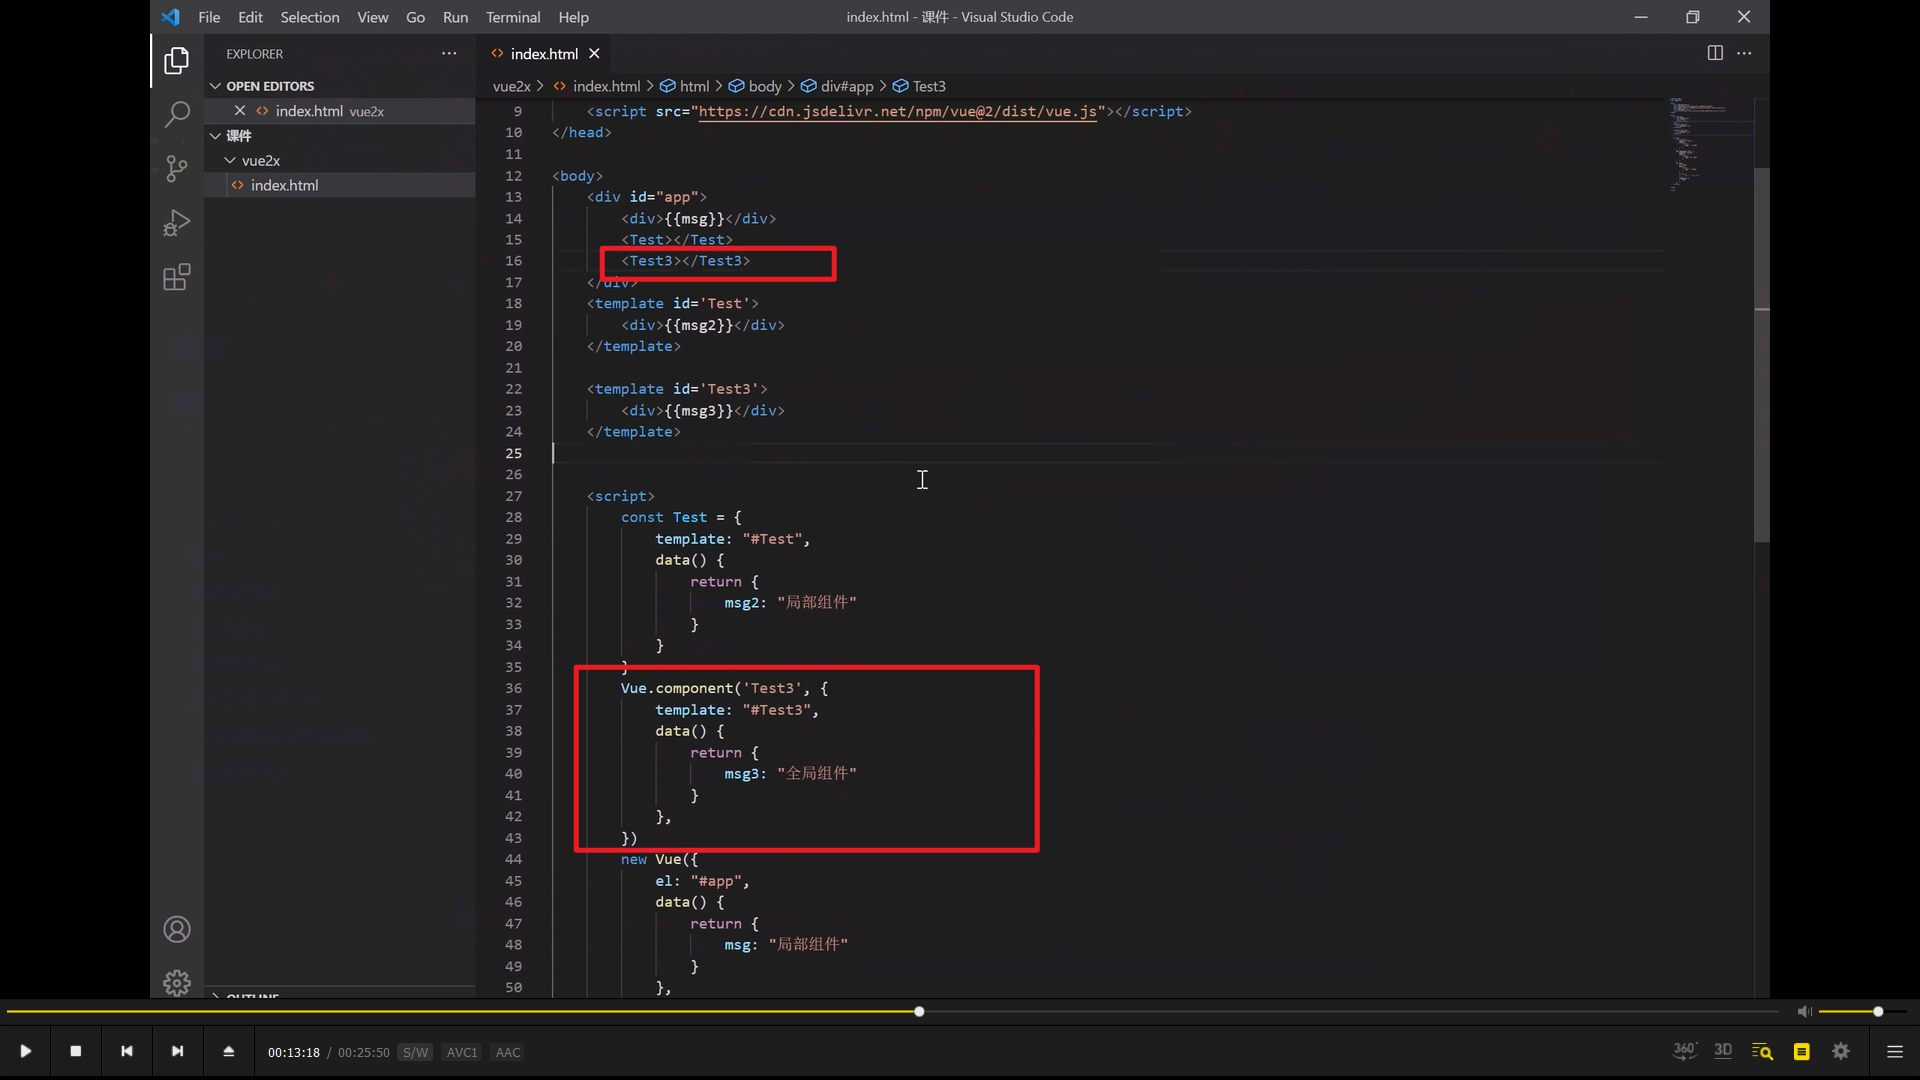 File Edit Selection View Go Run Terminal Help
index.html - 课件 - Visual Studio Code
EXPLORER
index.html
OPEN EDITORS
index.html vue2x
课件
vue2x
index.html
vue2x > index.html > html > body > div#app > Test3
9 <script src="https://cdn.jsdelivr.net/npm/vue@2/dist/vue.js"></script>
10 </head>
11
12 <body>
13 <div id="app">
14 <div>{{msg}}</div>
15 <Test></Test>
16 <Test3></Test3>
17 </div>
18 <template id='Test'>
19 <div>{{msg2}}</div>
20 </template>
21
22 <template id='Test3'>
23 <div>{{msg3}}</div>
24 </template>
25
26
27 <script>
28 const Test = {
29 template: "#Test",
30 data() {
31 return {
32 msg2: "局部组件"
33 }
34 }
35 }
36 Vue.component('Test3', {
37 template: "#Test3",
38 data() {
39 return {
40 msg3: "全局组件"
41 }
42 },
43 })
44 new Vue({
45 el: "#app",
46 data() {
47 return {
48 msg: "局部组件"
49 }
50 },
OUTLINE
00:13:18 / 00:25:50 S/W AVC1 AAC
360° 3D